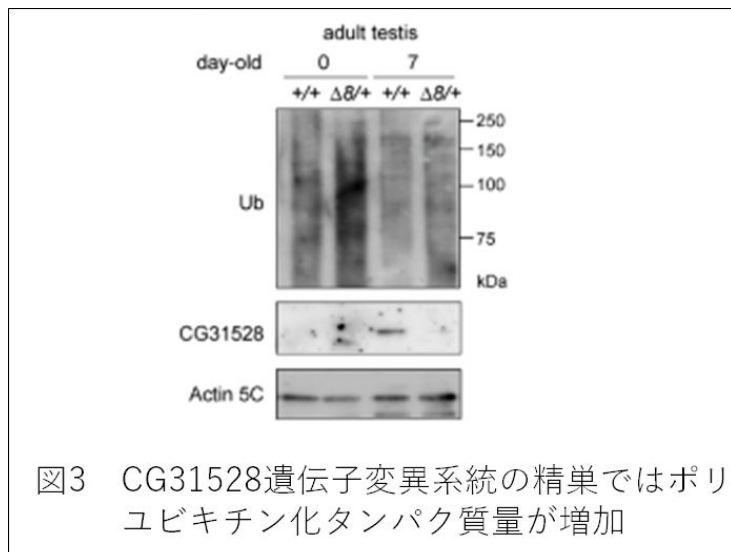 adult testis
day-old 0 7
+/+ Δ8/+ +/+ Δ8/+
250
150
Ub
100
75
kDa
CG31528
Actin 5C
図3 CG31528遺伝子変異系統の精巣ではポリ
ユビキチン化タンパク質量が増加